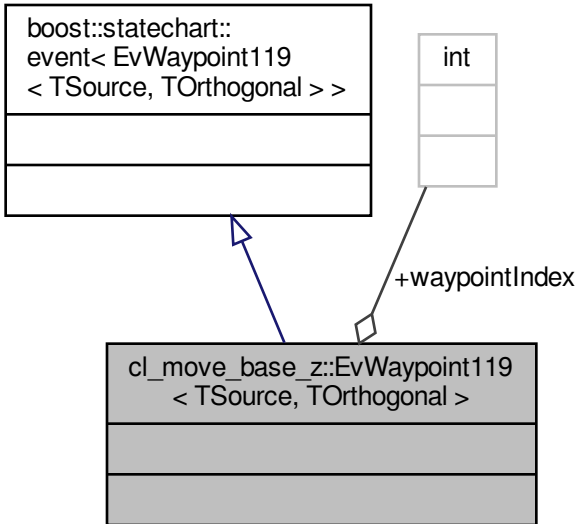 boost::statechart::
event< EvWaypoint119
< TSource, TOrthogonal > >
int
+waypointIndex
cl_move_base_z::EvWaypoint119
< TSource, TOrthogonal >